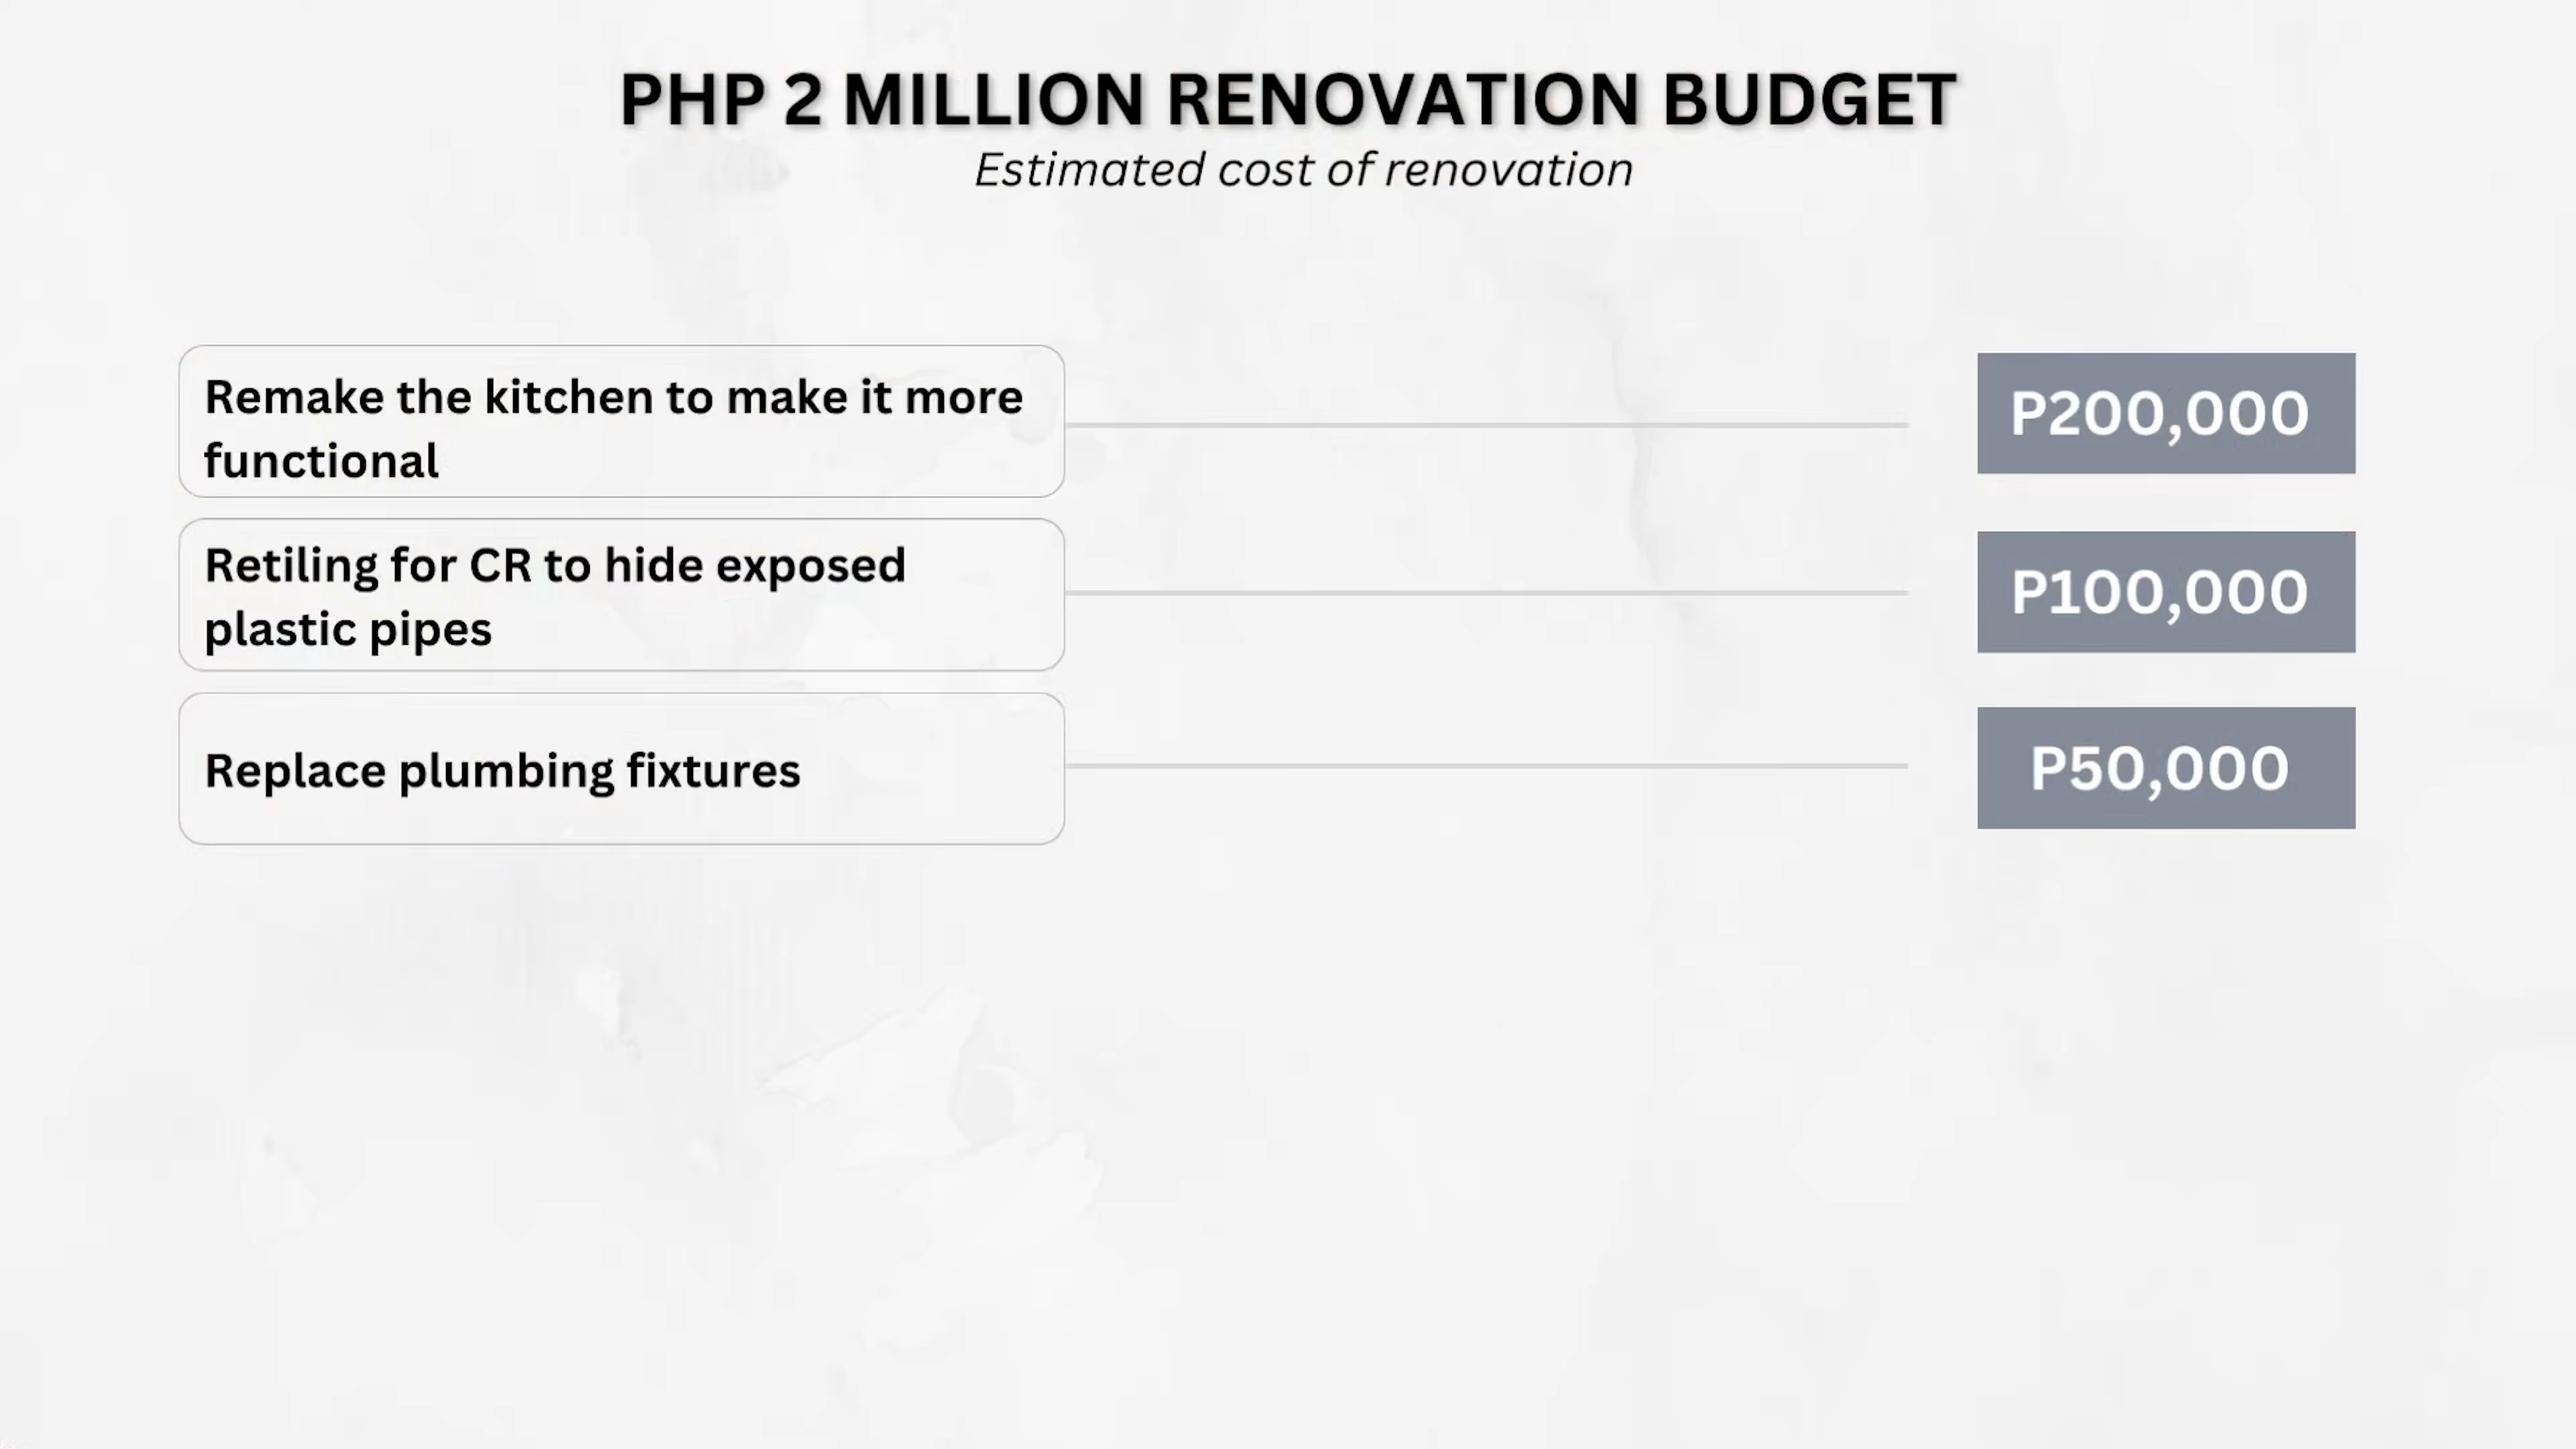 PHP 2 MILLION RENOVATION BUDGET
Estimated cost of renovation
Remake the kitchen to make it more
functional
P200,000
Retiling for CR to hide exposed
plastic pipes
P100,000
Replace plumbing fixtures
P50,000